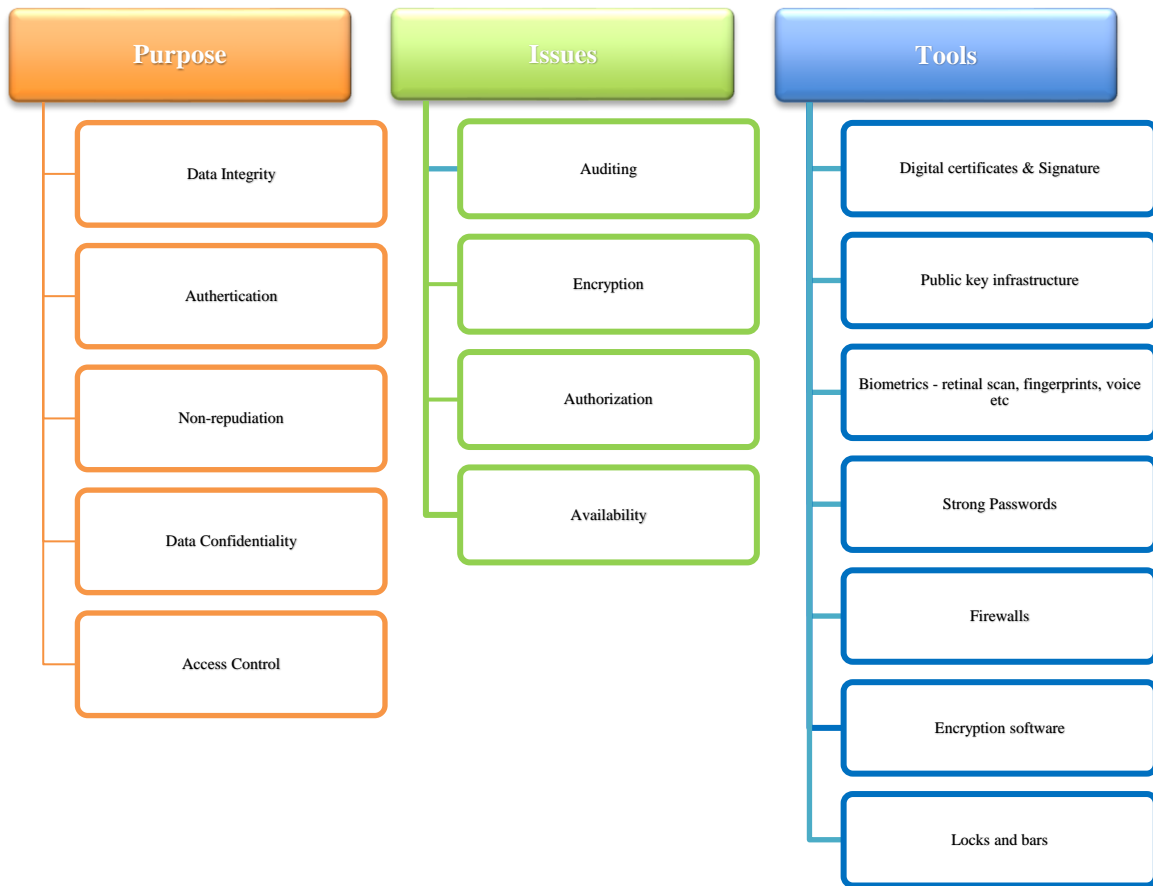 Purpose
Data Integrity
Authertication
Non-repudiation
Data Confidentiality
Access Control
Issues
Auditing
Encryption
Authorization
Availability
Tools
Digital certificates & Signature
Public key infrastructure
Biometrics - retinal scan, fingerprints, voice
etc
Strong Passwords
Firewalls
Encryption software
Locks and bars